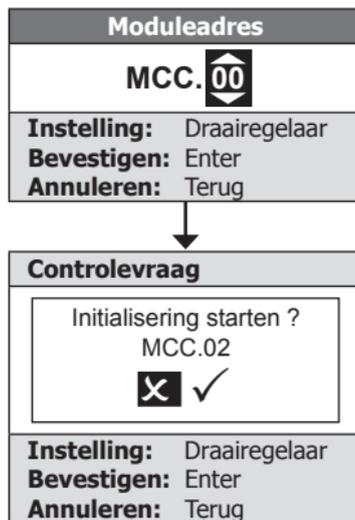 Moduleadres
MCC.00
Instelling: Draairegelaar
Bevestigen: Enter
Annuleren: Terug
Controlevraag
Initialisering starten ?
MCC.02
Instelling: Draairegelaar
Bevestigen: Enter
Annuleren: Terug